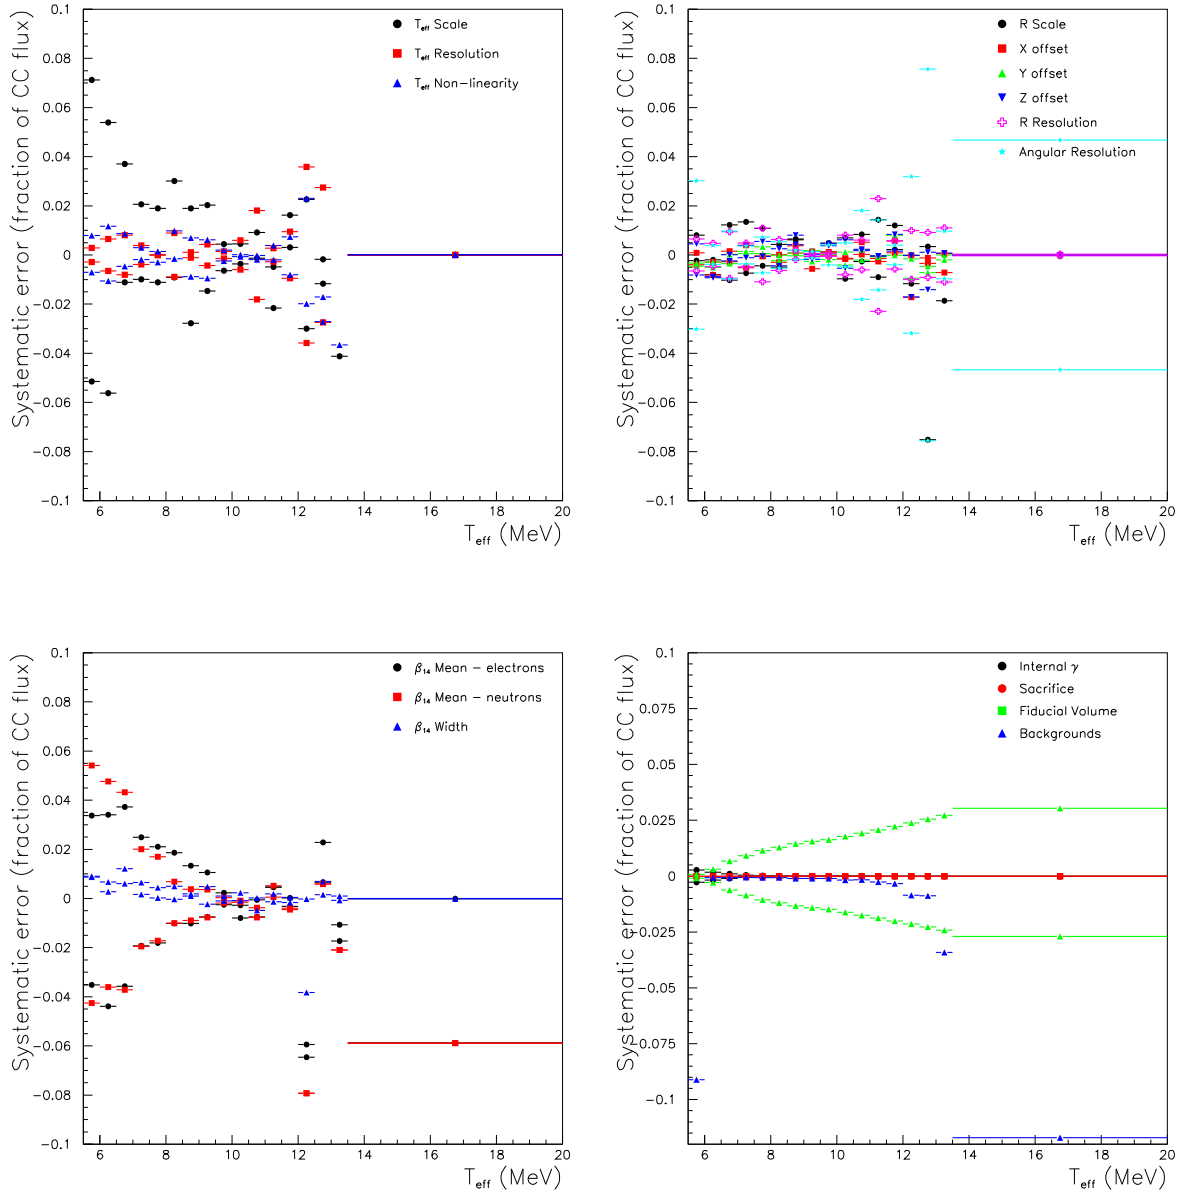 Systematic error (fraction of CC flux)
0.1
0.08
0.06
0.04
0.02
0
-0.02
-0.04
-0.06
-0.08
-0.1
T_eff Scale
T_eff Resolution
T_eff Non-linearity
6 8 10 12 14 16 18 20
T_eff (MeV)
Systematic error (fraction of CC flux)
0.1
0.08
0.06
0.04
0.02
0
-0.02
-0.04
-0.06
-0.08
-0.1
R Scale
X offset
Y offset
Z offset
R Resolution
Angular Resolution
6 8 10 12 14 16 18 20
T_eff (MeV)
Systematic error (fraction of CC flux)
0.1
0.08
0.06
0.04
0.02
0
-0.02
-0.04
-0.06
-0.08
-0.1
β₁₄ Mean - electrons
β₁₄ Mean - neutrons
β₁₄ Width
6 8 10 12 14 16 18 20
T_eff (MeV)
Systematic error (fraction of CC flux)
0.1
0.075
0.05
0.025
0
-0.025
-0.05
-0.075
-0.1
Internal γ
Sacrifice
Fiducial Volume
Backgrounds
6 8 10 12 14 16 18 20
T_eff (MeV)